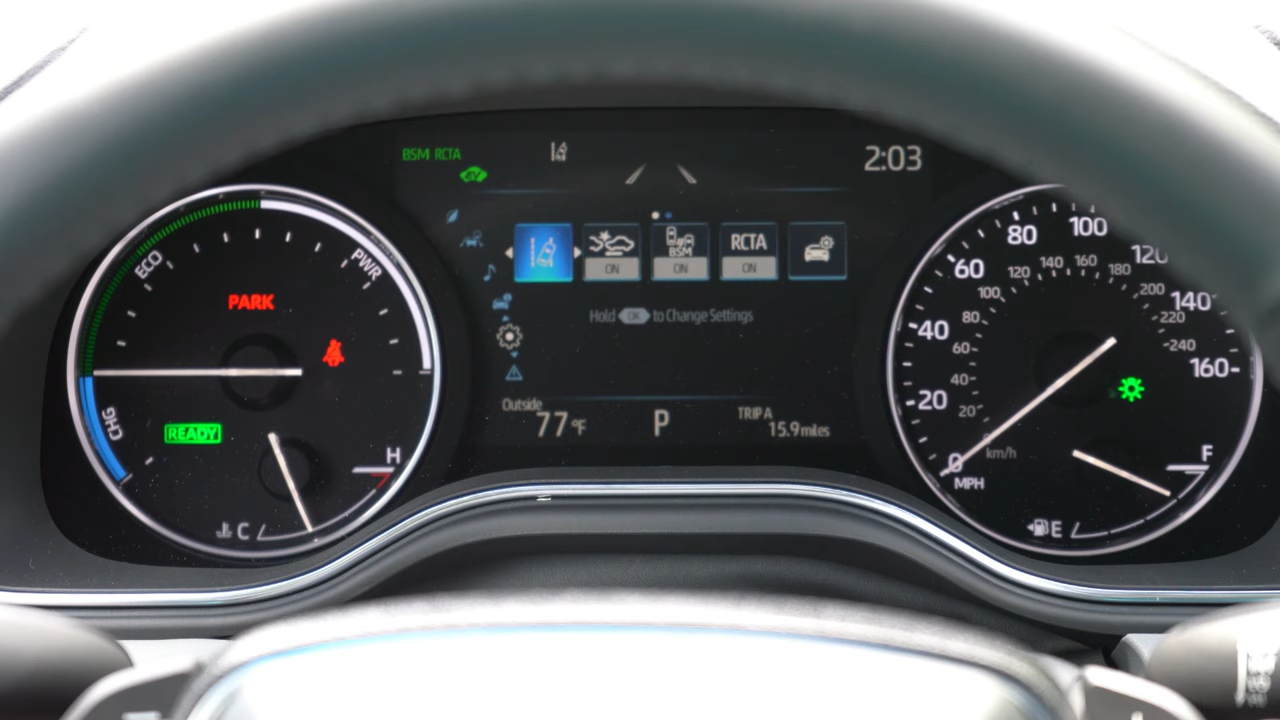 BSM RCTA
EV
2:03
ECO
PWR
PARK
CHG
READY
H
C
BSM
RCTA
ON
ON
ON
Hold OK to Change Settings
Outside
77°F
P
TRIP A
15.9 miles
0
20
40
60
80
100
120
140
160
20
40
60
80
100
120
140
160
180
200
220
240
km/h
MPH
F
E